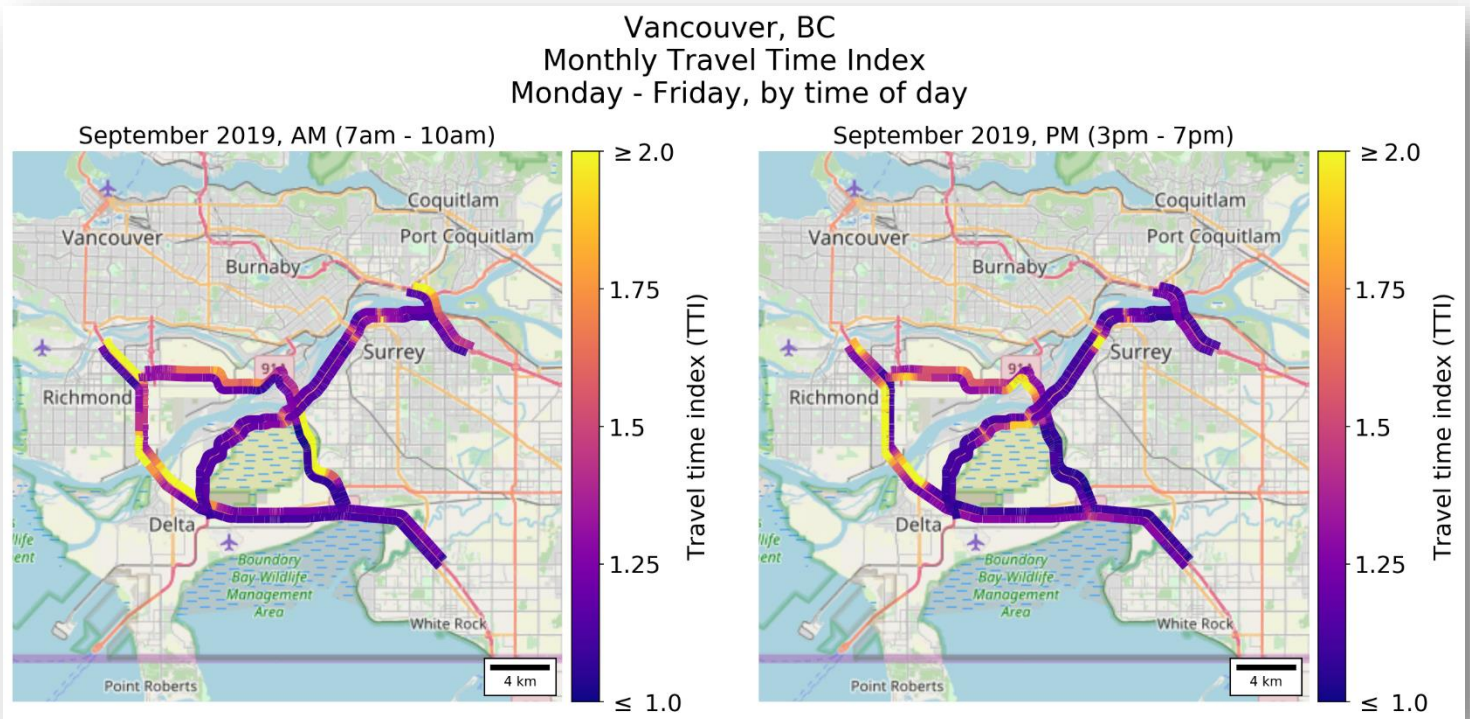 Vancouver, BC
Monthly Travel Time Index
Monday - Friday, by time of day
September 2019, AM (7am - 10am)
Coquitlam
Vancouver
Port Coquitlam
Burnaby
Surrey
Richmond
Delta
Boundary
Bay Wildlife
Management
Area
White Rock
Point Roberts
4 km
≥ 2.0
1.75
1.5
1.25
≤ 1.0
Travel time index (TTI)
September 2019, PM (3pm - 7pm)
Coquitlam
Vancouver
Port Coquitlam
Burnaby
Surrey
Richmond
Delta
life
ent
Boundary
Bay Wildlife
Management
Area
White Rock
Point Roberts
4 km
≥ 2.0
1.75
1.5
1.25
≤ 1.0
Travel time index (TTI)